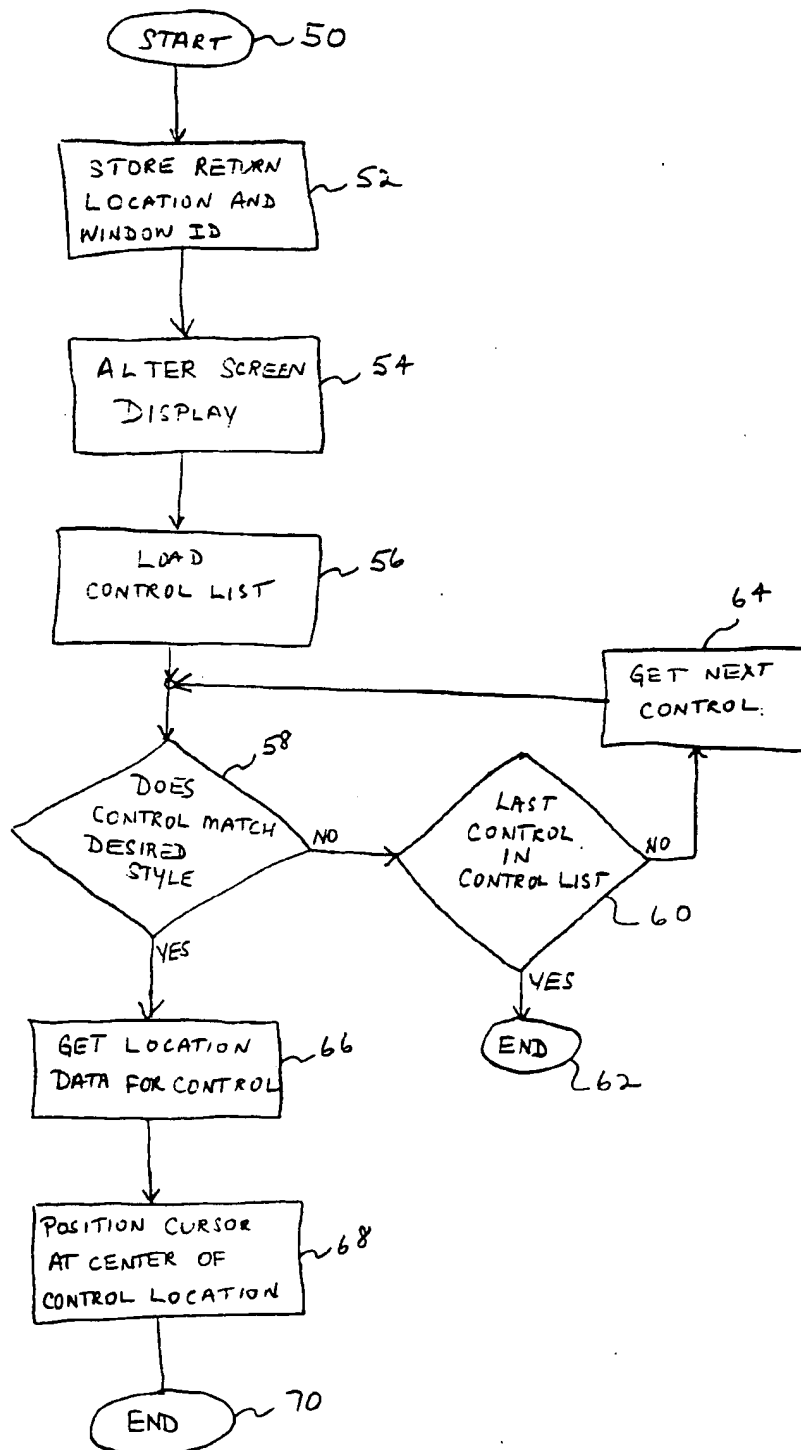 START
50
STORE RETURN
LOCATION AND
WINDOW ID
52
ALTER SCREEN
DISPLAY
54
LOAD
CONTROL LIST
56
64
GET NEXT
CONTROL.
58
DOES
CONTROL MATCH
DESIRED
STYLE
NO
LAST
CONTROL
IN
CONTROL LIST
NO
60
YES
YES
END
62
GET LOCATION
DATA FOR CONTROL
66
POSITION CURSOR
AT CENTER OF
CONTROL LOCATION
68
END
70